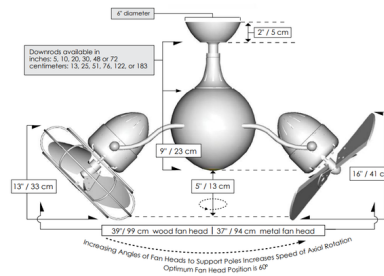 6" diameter
2" / 5 cm
Downrods available in
inches: 5, 10, 20, 30, 48 or 72
centimeters: 13, 25, 51, 76, 122, or 183
9" / 23 cm
16" / 41 c
13" / 33 cm
5" / 13 cm
39"/ 99 cm wood fan head
37"/ 94 cm metal fan head
Increasing Angles of Fan Heads to Support Poles Increases Speed of Axial Rotation
Optimum Fan Head Position is 60º